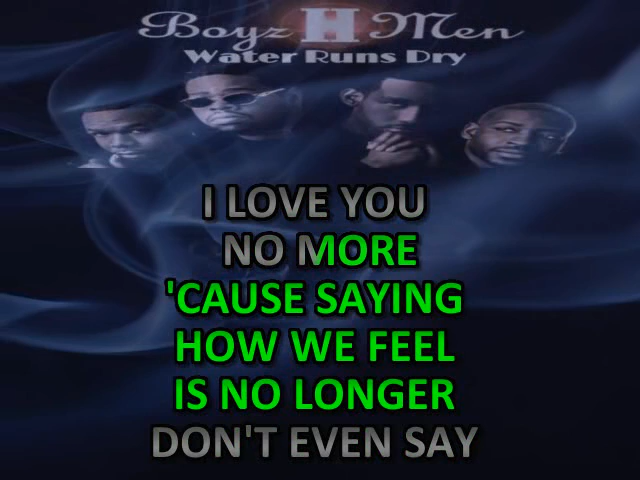 Boyz II Men
Water Runs Dry
I LOVE YOU
NO MORE
'CAUSE SAYING
HOW WE FEEL
IS NO LONGER
DON'T EVEN SAY